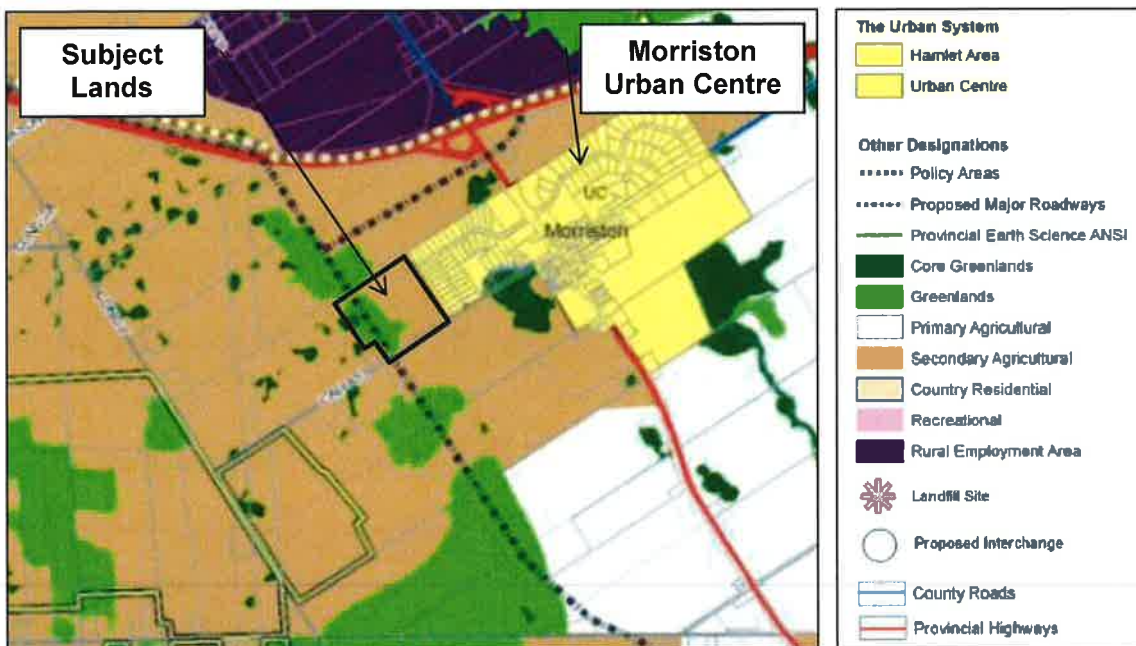 Subject
Lands
Morriston
Urban Centre
UC
Morriston
The Urban System
Hamlet Area
Urban Centre
Other Designations
Policy Areas
Proposed Major Roadways
Provincial Earth Science ANSI
Core Greenlands
Greenlands
Primary Agricultural
Secondary Agricultural
Country Residential
Recreational
Rural Employment Area
Landfill Site
Proposed Interchange
County Roads
Provincial Highways